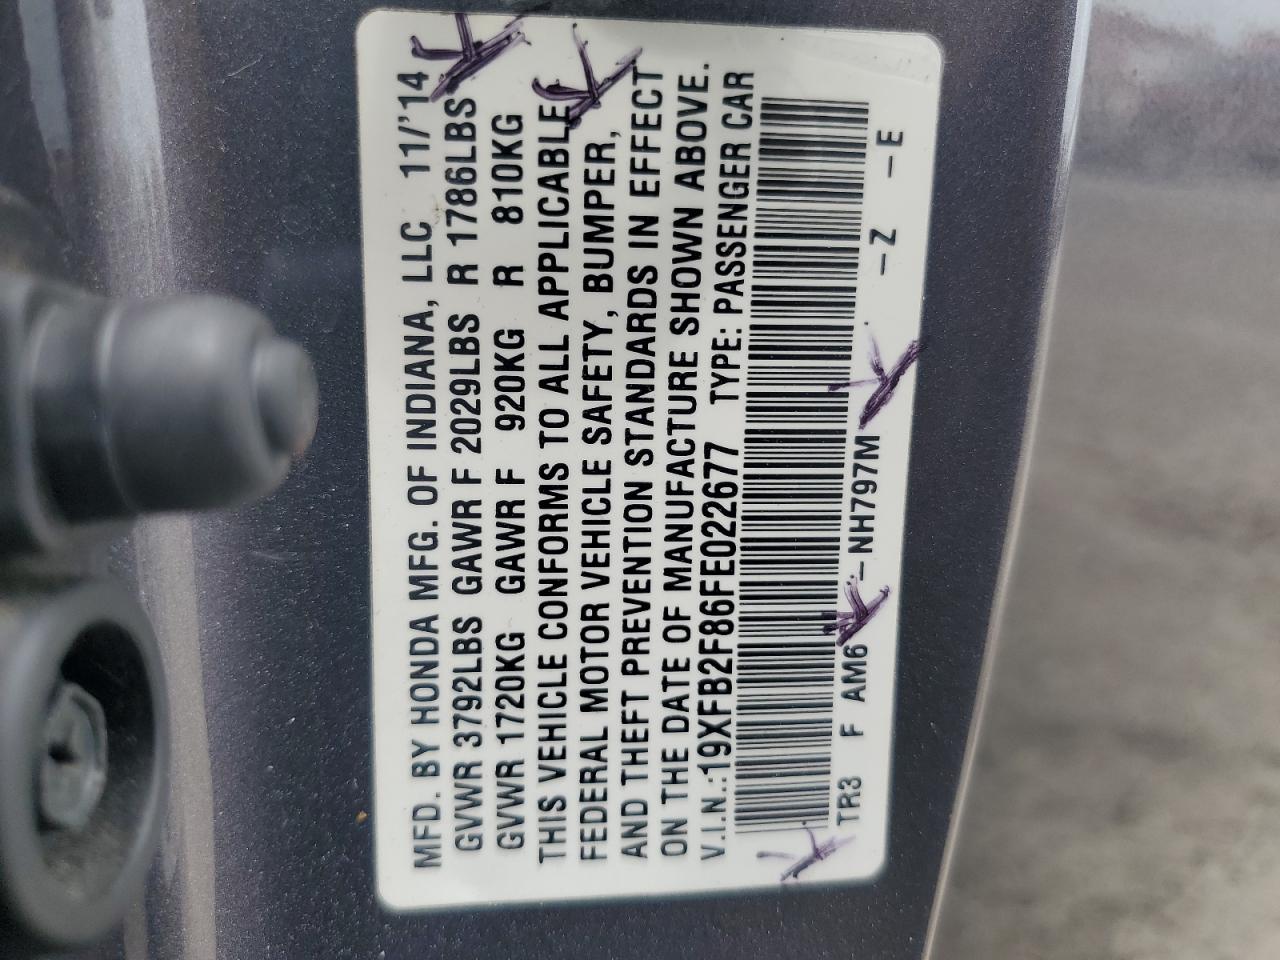 MFD. BY HONDA MFG. OF INDIANA, LLC 11/'14
GVWR 3792LBS GAWR F 2029LBS R 1786LBS
GVWR 1720KG GAWR F 920KG R 810KG
THIS VEHICLE CONFORMS TO ALL APPLICABLE
FEDERAL MOTOR VEHICLE SAFETY, BUMPER,
AND THEFT PREVENTION STANDARDS IN EFFECT
ON THE DATE OF MANUFACTURE SHOWN ABOVE.
V.I.N.:19XFB2F86FE022677 TYPE: PASSENGER CAR
TR3 F AM6 -NH797M -Z -E